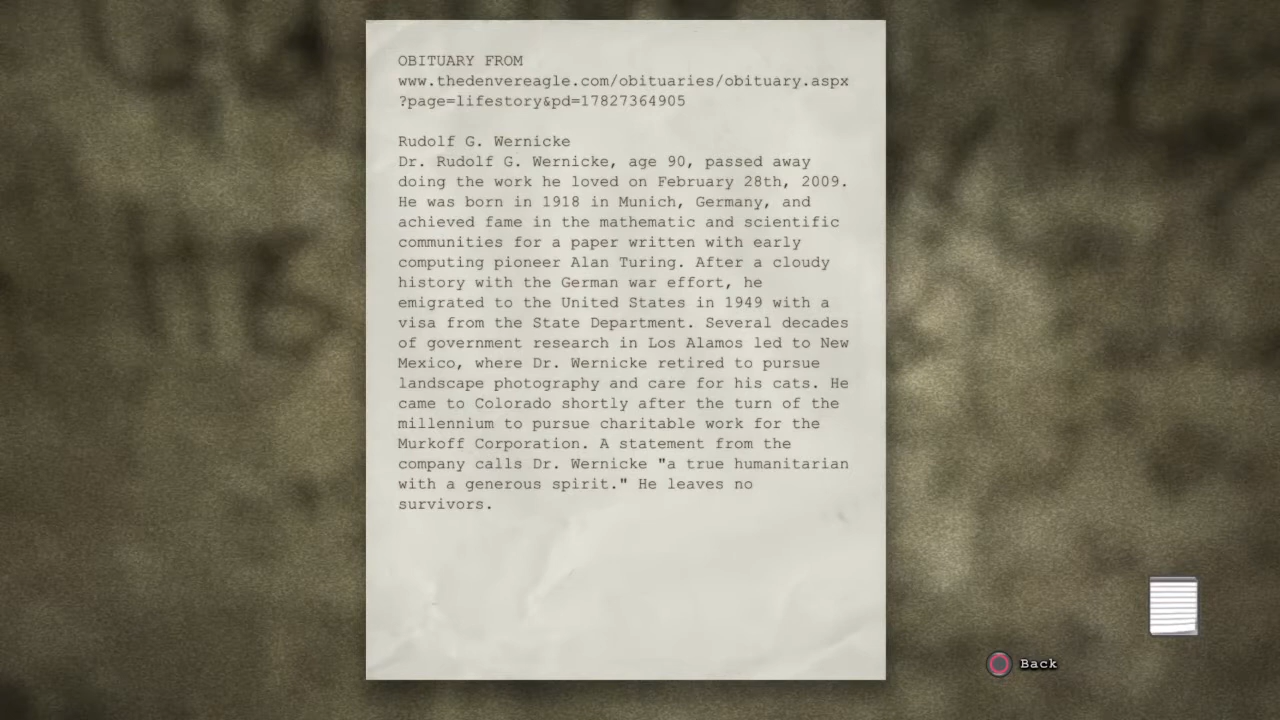 OBITUARY FROM
www.thedenvereagle.com/obituaries/obituary.aspx
?page=lifestory&pd=17827364905
Rudolf G. Wernicke
Dr. Rudolf G. Wernicke, age 90, passed away
doing the work he loved on February 28th, 2009.
He was born in 1918 in Munich, Germany, and
achieved fame in the mathematic and scientific
communities for a paper written with early
computing pioneer Alan Turing. After a cloudy
history with the German war effort, he
emigrated to the United States in 1949 with a
visa from the State Department. Several decades
of government research in Los Alamos led to New
Mexico, where Dr. Wernicke retired to pursue
landscape photography and care for his cats. He
came to Colorado shortly after the turn of the
millennium to pursue charitable work for the
Murkoff Corporation. A statement from the
company calls Dr. Wernicke "a true humanitarian
with a generous spirit." He leaves no
survivors.
Back